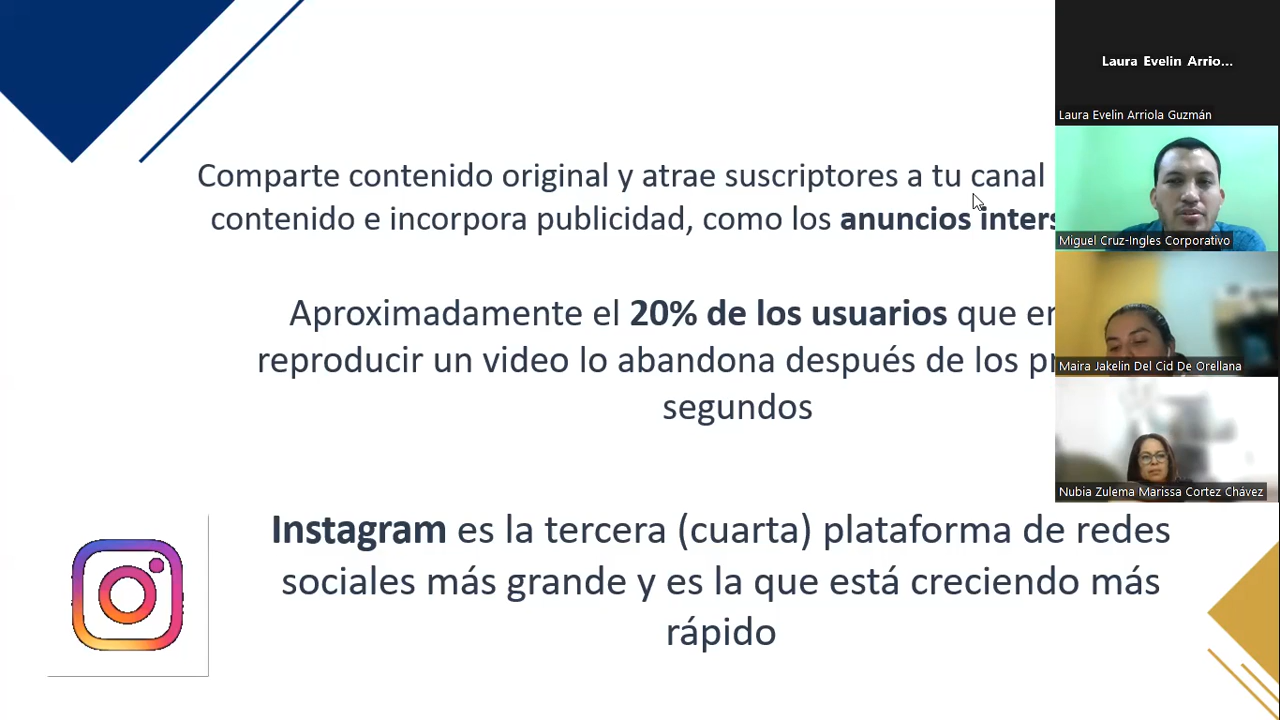 Comparte contenido original y atrae suscriptores a tu canal
contenido e incorpora publicidad, como los anuncios inters
Aproximadamente el 20% de los usuarios que
reproducir un video lo abandona después de los
segundos
Instagram es la tercera (cuarta) plataforma de redes
sociales más grande y es la que está creciendo más
rápido
Laura Evelin Arrio...
Laura Evelin Arriola Guzmán
Miguel Cruz-Ingles Corporativo
Maira Jakelin Del Cid De Orellana
Nubia Zulema Marissa Cortez Chávez